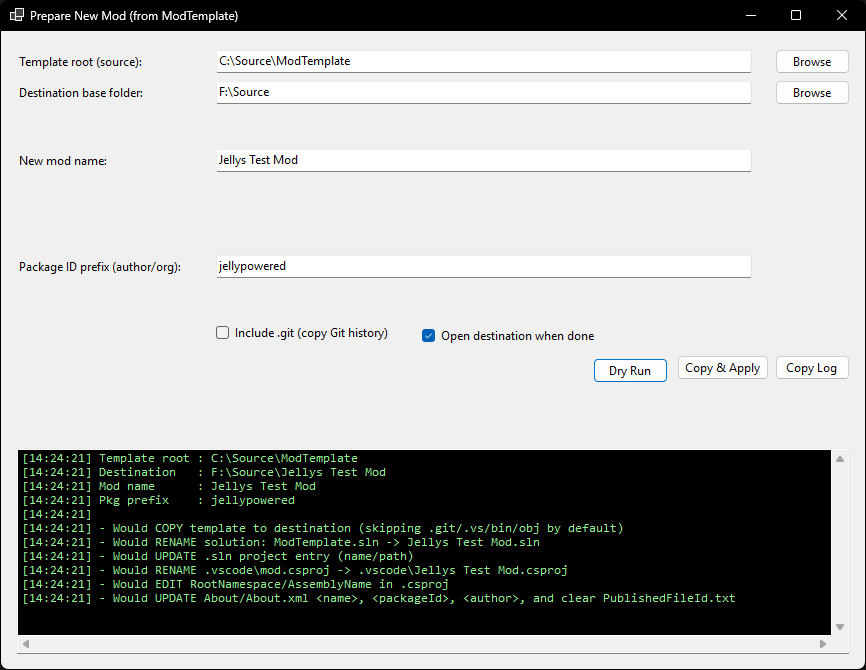 Prepare New Mod (from ModTemplate)
Template root (source): C:\Source\ModTemplate Browse
Destination base folder: F:\Source Browse
New mod name: Jellys Test Mod
Package ID prefix (author/org): jellypowered
Include .git (copy Git history) Open destination when done
Dry Run Copy & Apply Copy Log
[14:24:21] Template root : C:\Source\ModTemplate
[14:24:21] Destination   : F:\Source\Jellys Test Mod
[14:24:21] Mod name      : Jellys Test Mod
[14:24:21] Pkg prefix    : jellypowered
[14:24:21]
[14:24:21] - Would COPY template to destination (skipping .git/.vs/bin/obj by default)
[14:24:21] - Would RENAME solution: ModTemplate.sln -> Jellys Test Mod.sln
[14:24:21] - Would UPDATE .sln project entry (name/path)
[14:24:21] - Would RENAME .vscode\mod.csproj -> .vscode\Jellys Test Mod.csproj
[14:24:21] - Would EDIT RootNamespace/AssemblyName in .csproj
[14:24:21] - Would UPDATE About/About.xml <name>, <packageId>, <author>, and clear PublishedFileId.txt